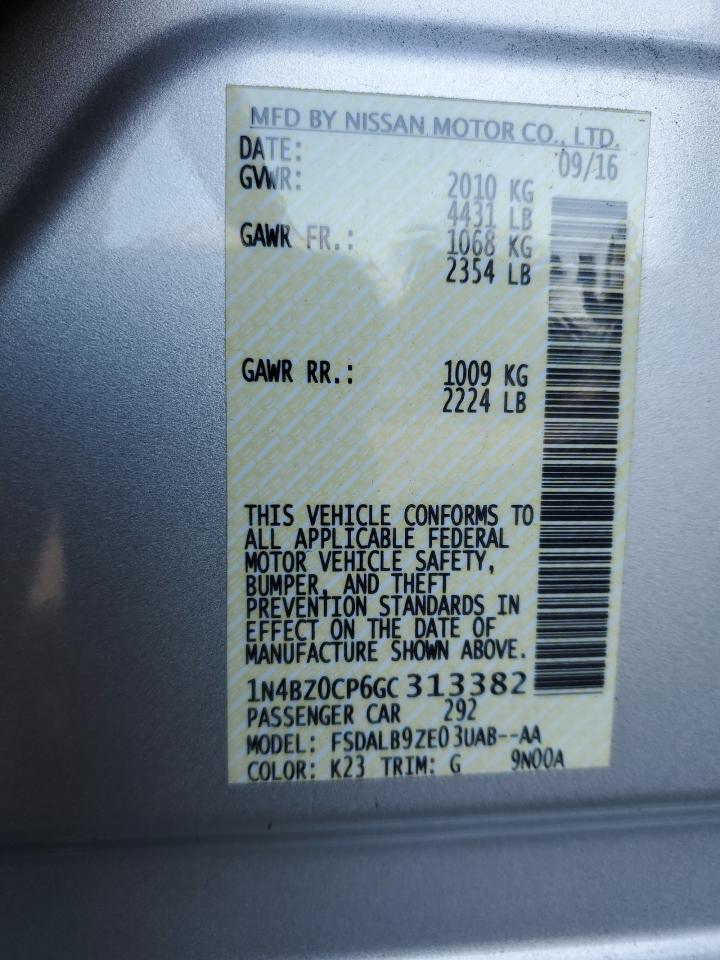 MFD BY NISSAN MOTOR CO., LTD.
DATE: 09/16
GVWR: 2010 KG
4431 LB
GAWR FR.: 1068 KG
2354 LB
GAWR RR.: 1009 KG
2224 LB
THIS VEHICLE CONFORMS TO
ALL APPLICABLE FEDERAL
MOTOR VEHICLE SAFETY,
BUMPER, AND THEFT
PREVENTION STANDARDS IN
EFFECT ON THE DATE OF
MANUFACTURE SHOWN ABOVE.
1N4BZ0CP6GC313382
PASSENGER CAR 292
MODEL: FSDALB9ZE03UAB--AA
COLOR: K23 TRIM: G 9N00A